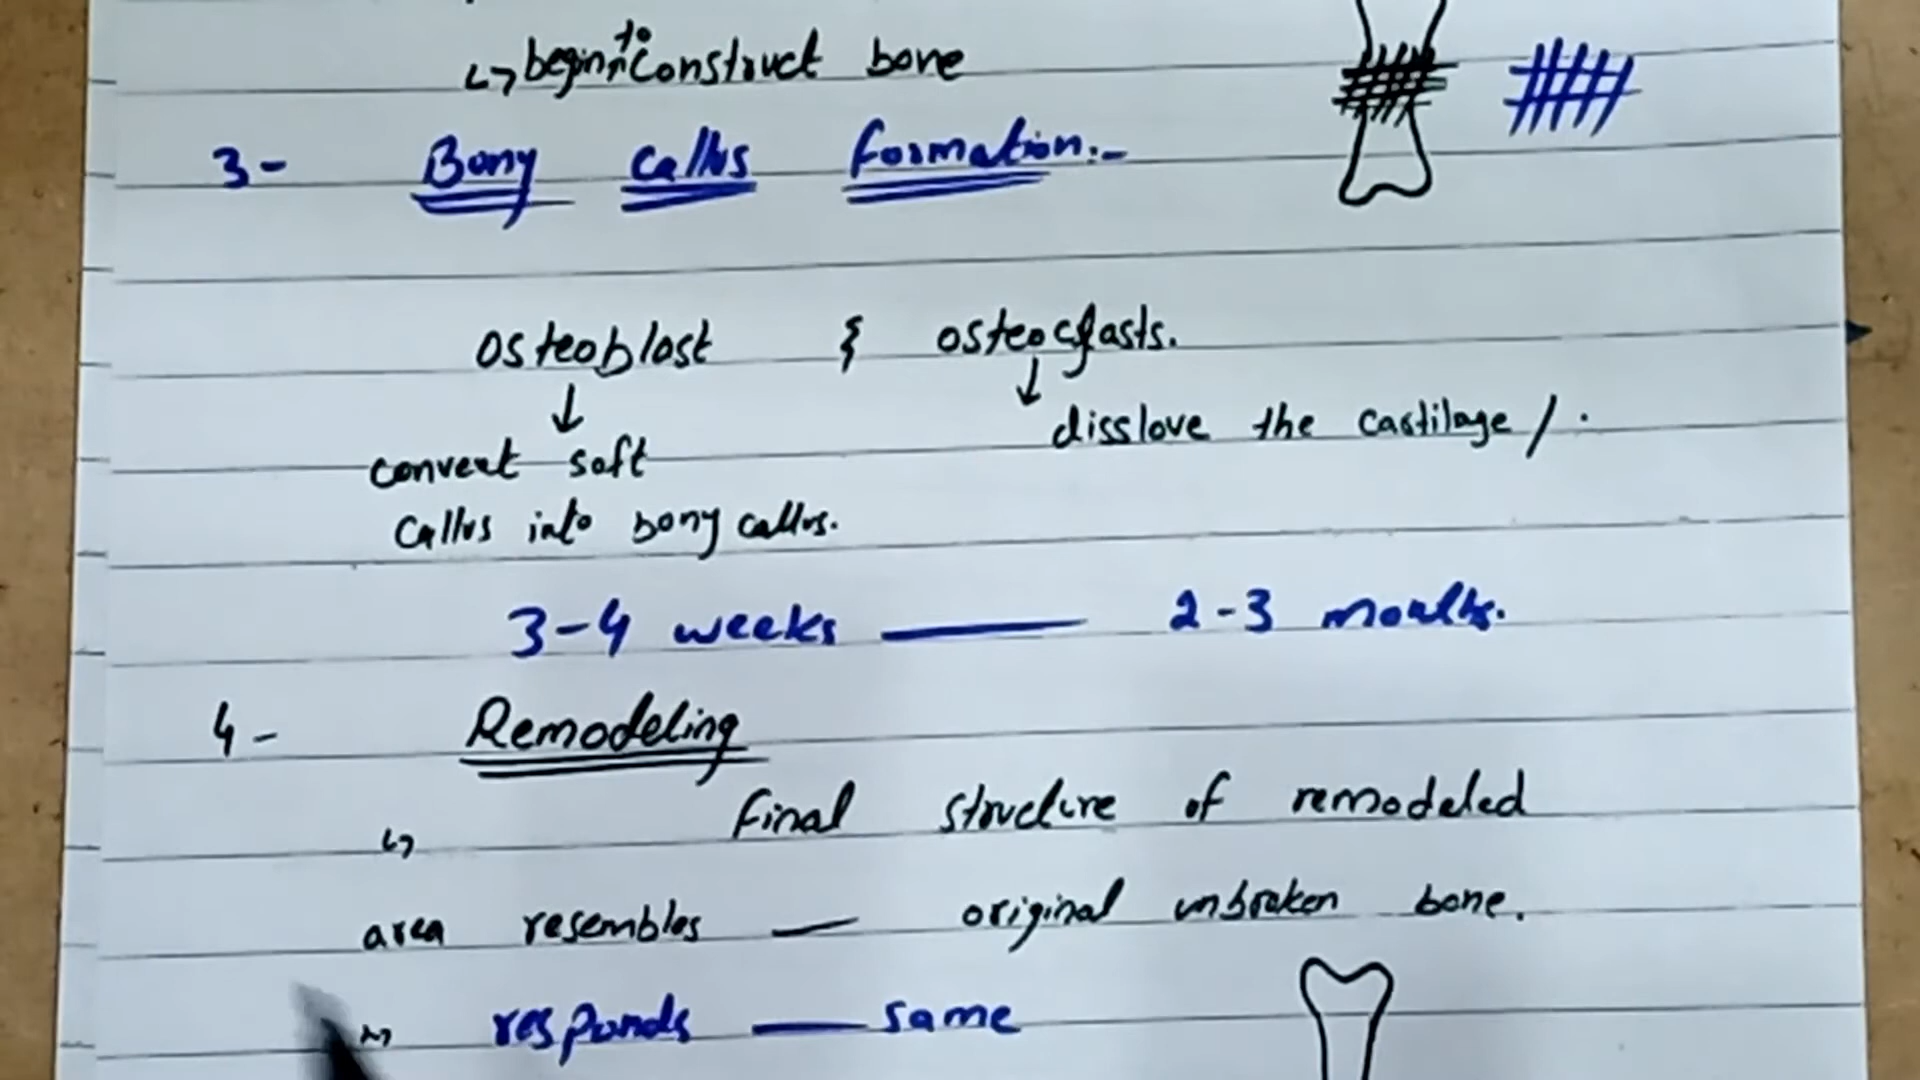 ↳ begin to construct bone
3- Bony callus formation:-
osteoblast & osteoclasts.
↓ ↓
disslove the cartilage / .
convert soft
callus into bony callus.
3-4 weeks — 2-3 months.
4- Remodeling
↳ final structure of remodeled
area resembles — original unbroken bone.
↳ responds — same